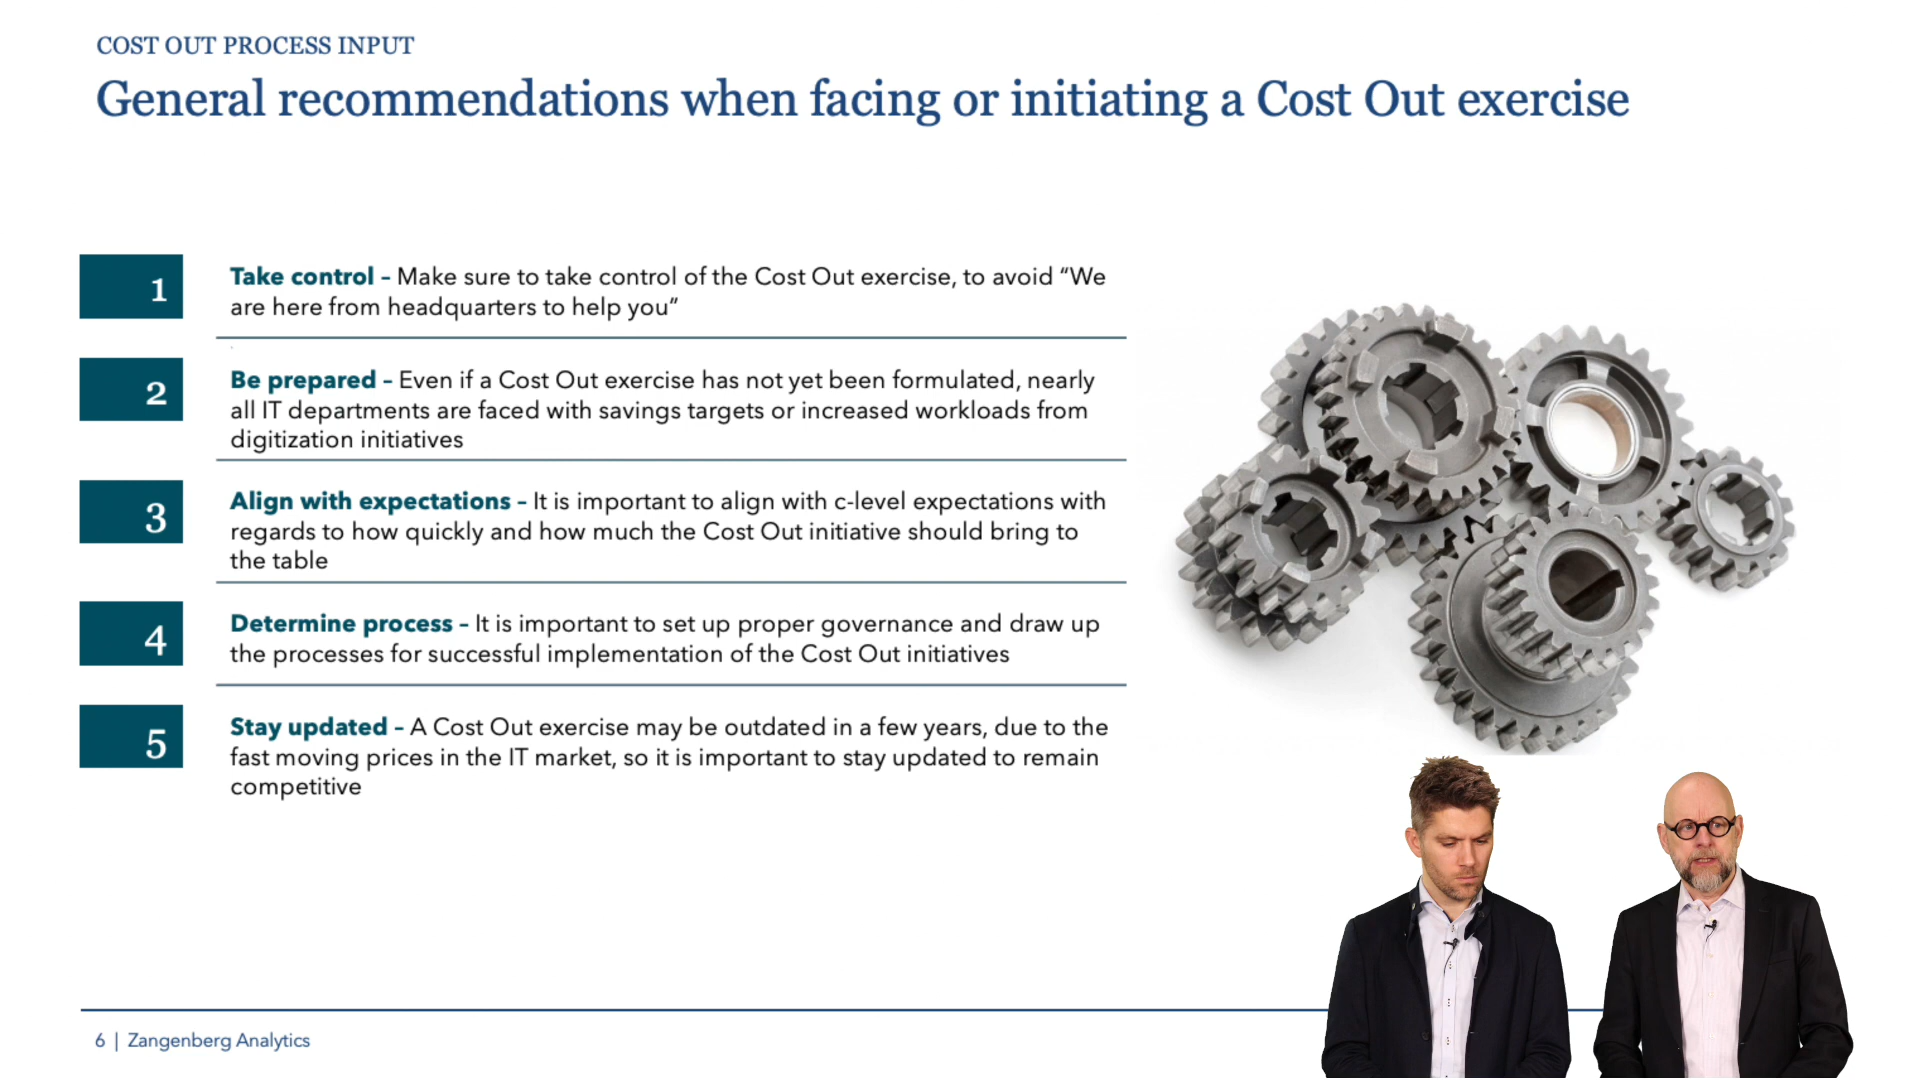 COST OUT PROCESS INPUT
General recommendations when facing or initiating a Cost Out exercise
1
Take control – Make sure to take control of the Cost Out exercise, to avoid “We
are here from headquarters to help you”
2
Be prepared – Even if a Cost Out exercise has not yet been formulated, nearly
all IT departments are faced with savings targets or increased workloads from
digitization initiatives
3
Align with expectations – It is important to align with c-level expectations with
regards to how quickly and how much the Cost Out initiative should bring to
the table
4
Determine process – It is important to set up proper governance and draw up
the processes for successful implementation of the Cost Out initiatives
5
Stay updated – A Cost Out exercise may be outdated in a few years, due to the
fast moving prices in the IT market, so it is important to stay updated to remain
competitive
6 | Zangenberg Analytics